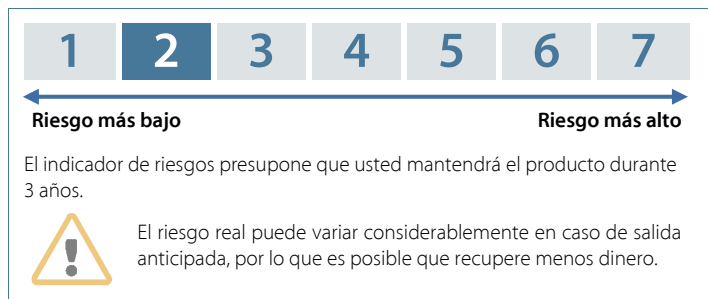 1 2 3 4 5 6 7
Riesgo más bajo Riesgo más alto
El indicador de riesgos presupone que usted mantendrá el producto durante
3 años.
El riesgo real puede variar considerablemente en caso de salida
anticipada, por lo que es posible que recupere menos dinero.